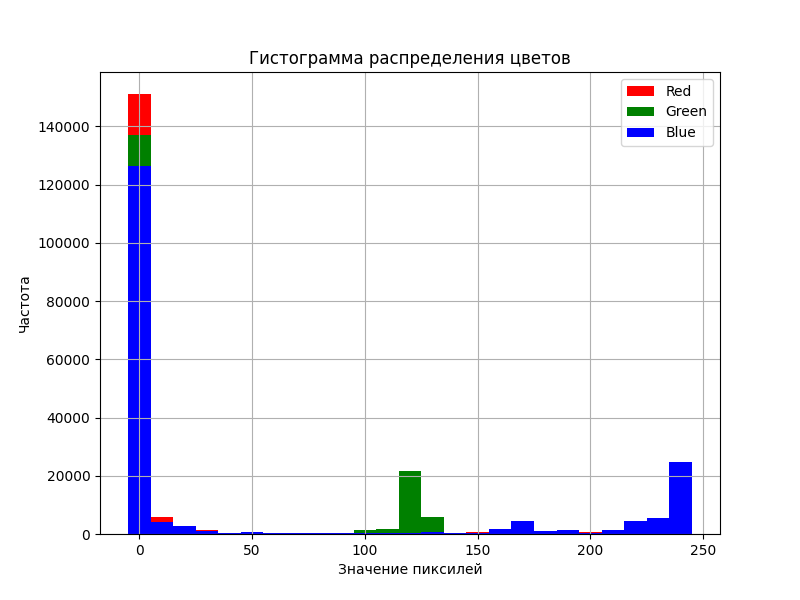 Гистограмма распределения цветов
Red
Green
Blue
140000
120000
100000
80000
60000
40000
20000
0
Частота
0 50 100 150 200 250
Значение пиксилей